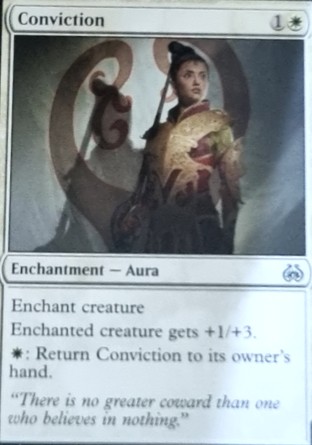 Conviction 1
Enchantment — Aura
Enchant creature
Enchanted creature gets +1/+3.
: Return Conviction to its owner's
hand.
"There is no greater coward than one
who believes in nothing."